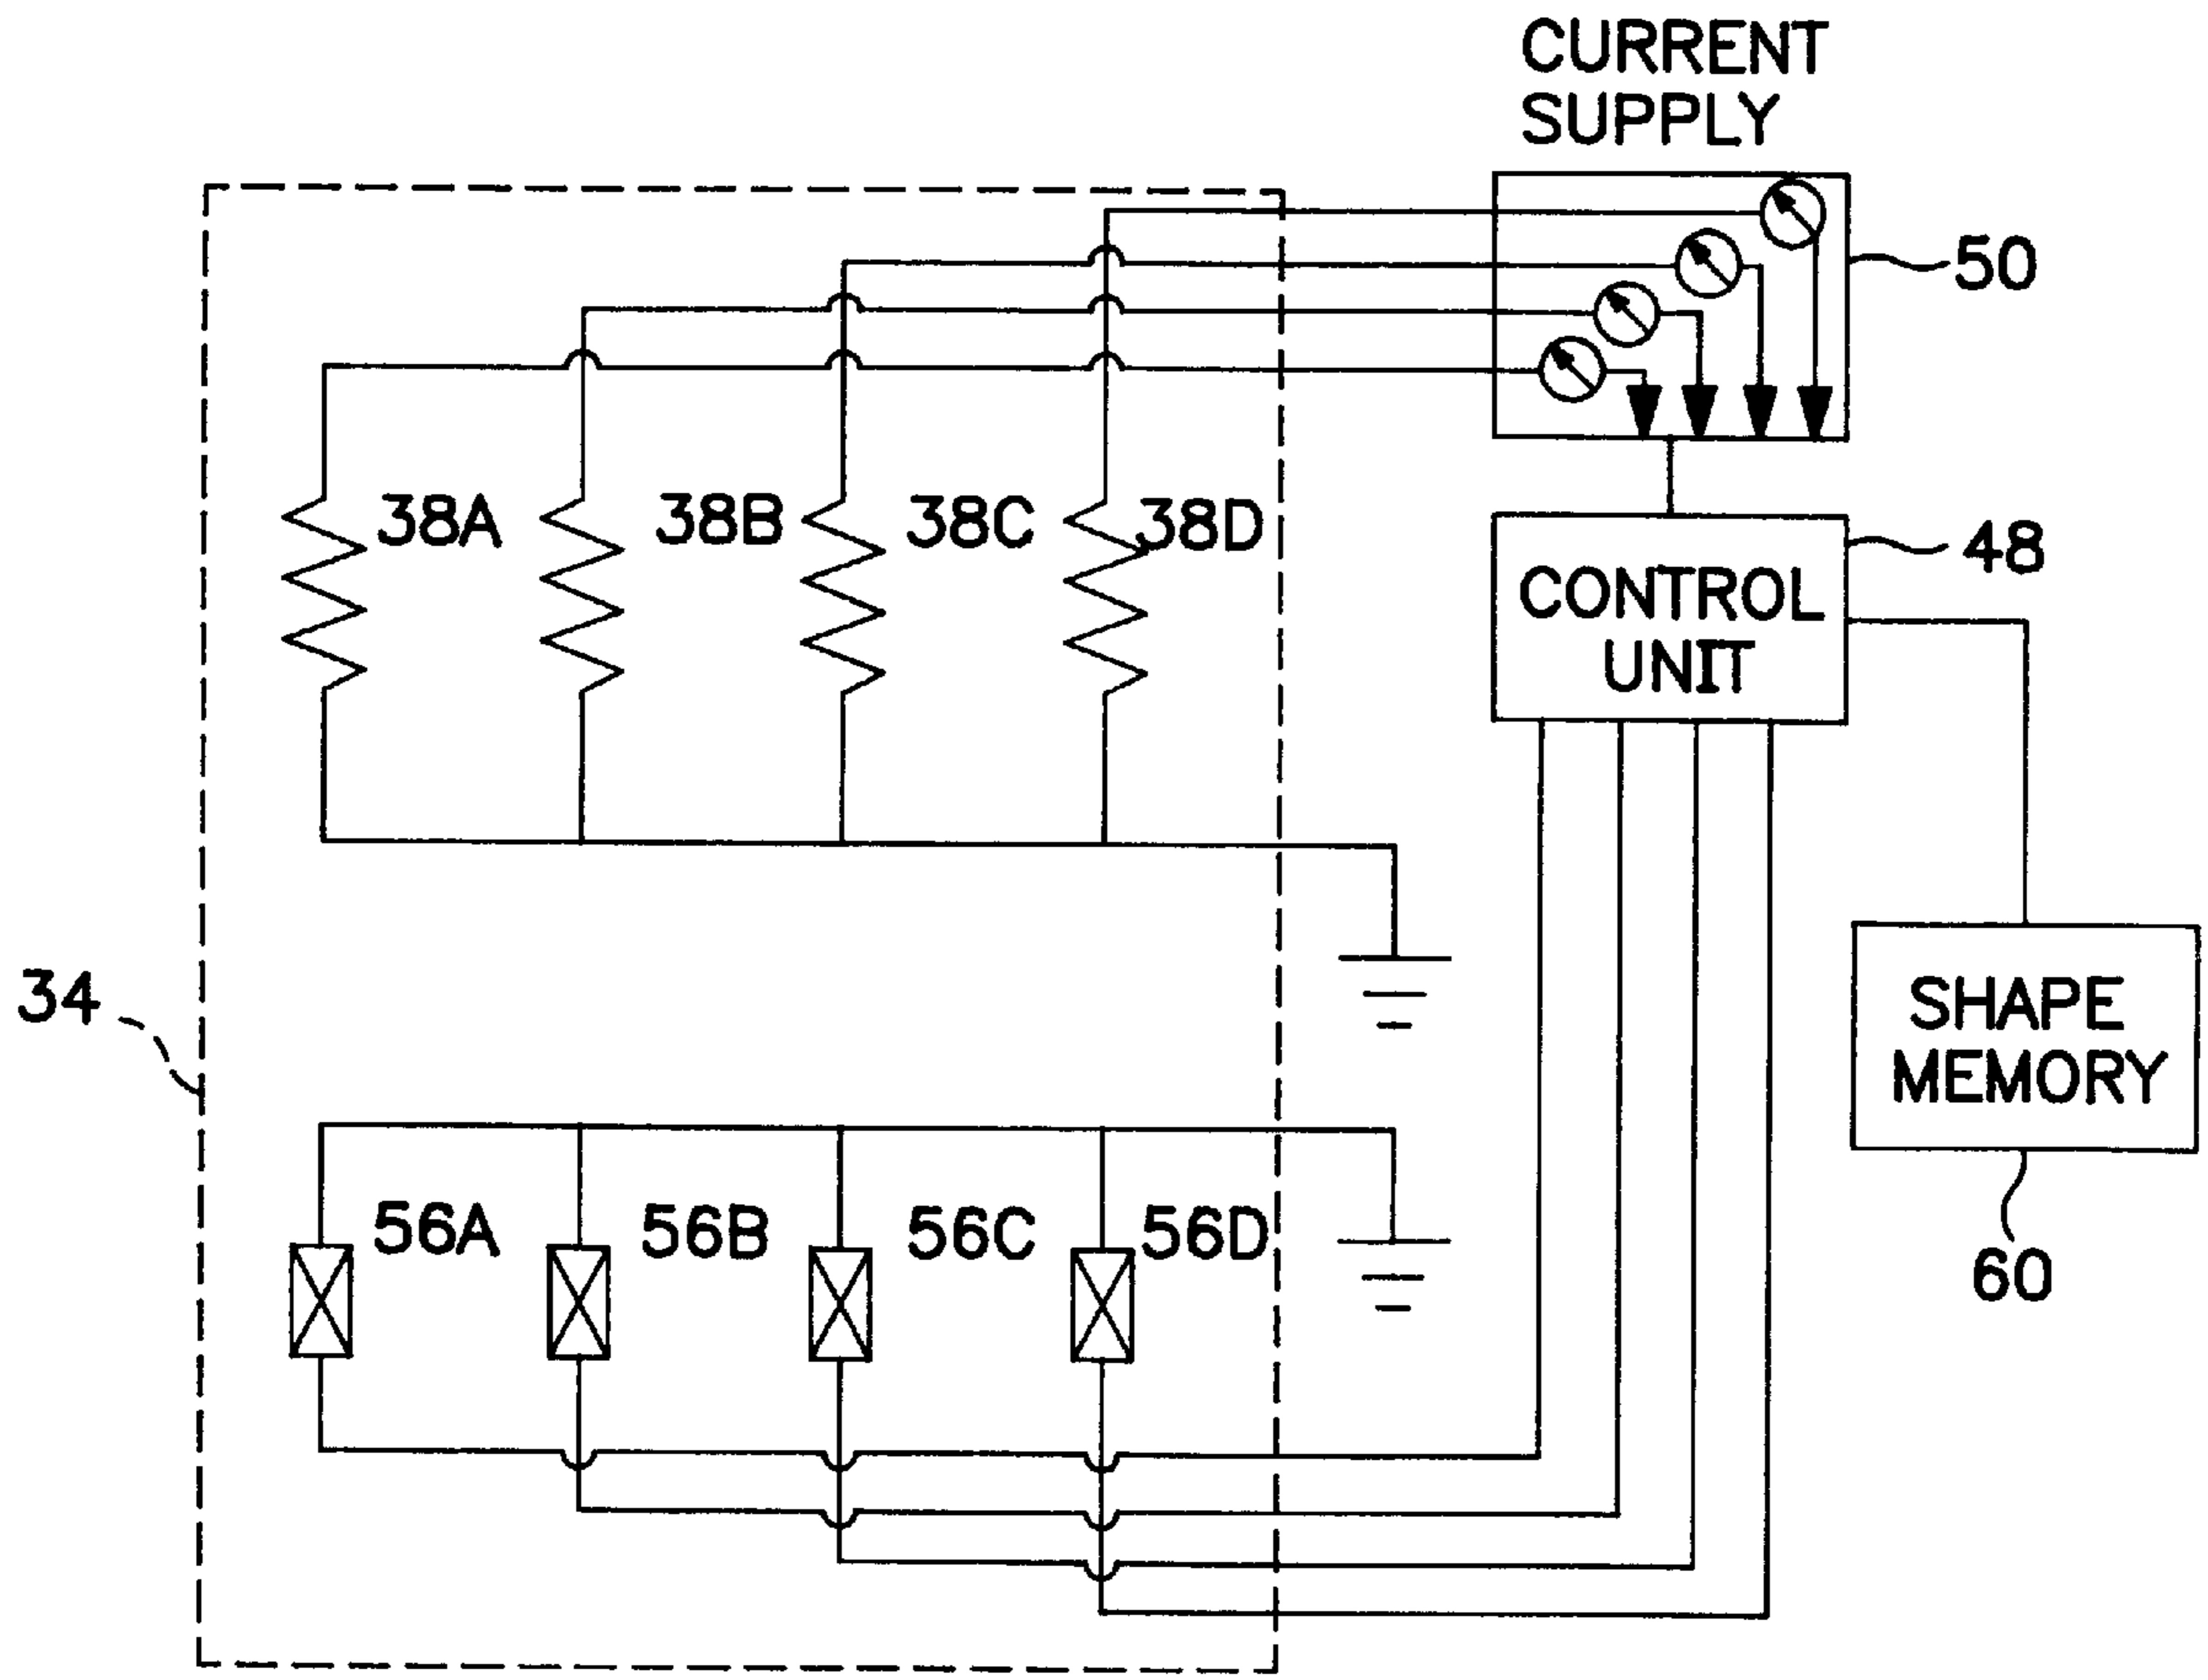 CURRENT
SUPPLY
50
38A 38B 38C 38D
48
CONTROL
UNIT
34
SHAPE
MEMORY
56A 56B 56C 56D
60